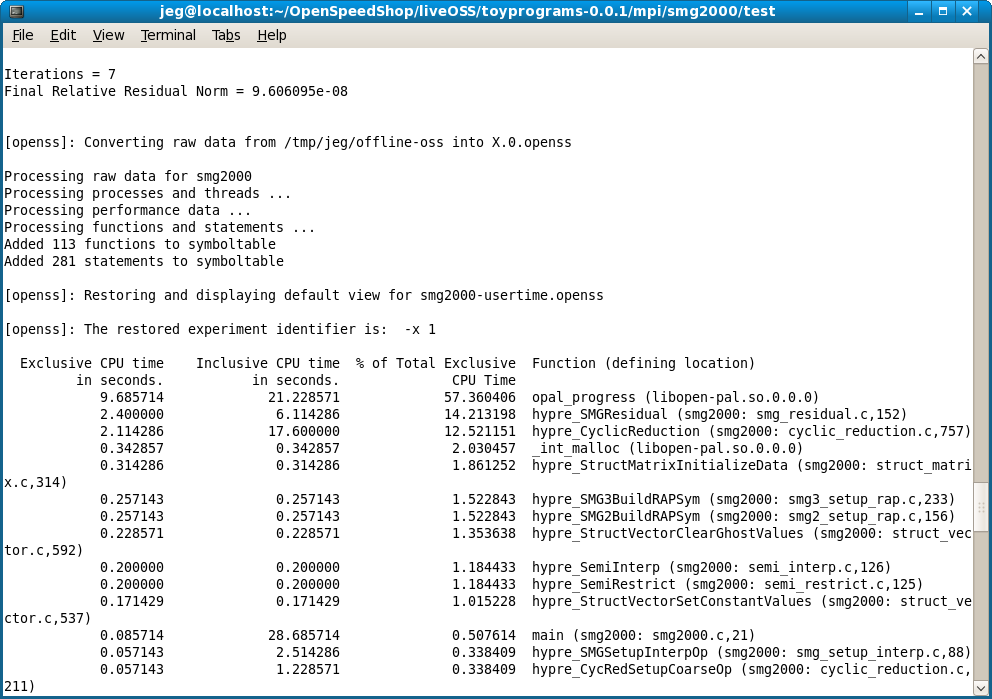 jeg@localhost:~/OpenSpeedShop/liveOSS/toyprograms-0.0.1/mpi/smg2000/test
File Edit View Terminal Tabs Help
Iterations = 7
Final Relative Residual Norm = 9.606095e-08
[openss]: Converting raw data from /tmp/jeg/offline-oss into X.0.openss
Processing raw data for smg2000
Processing processes and threads ...
Processing performance data ...
Processing functions and statements ...
Added 113 functions to symboltable
Added 281 statements to symboltable
[openss]: Restoring and displaying default view for smg2000-usertime.openss
[openss]: The restored experiment identifier is:  -x 1
Exclusive CPU time    Inclusive CPU time  % of Total Exclusive  Function (defining location)
in seconds.           in seconds.              CPU Time
9.685714             21.228571             57.360406  opal_progress (libopen-pal.so.0.0.0)
2.400000              6.114286             14.213198  hypre_SMGResidual (smg2000: smg_residual.c,152)
2.114286             17.600000             12.521151  hypre_CyclicReduction (smg2000: cyclic_reduction.c,757)
0.342857              0.342857              2.030457  _int_malloc (libopen-pal.so.0.0.0)
0.314286              0.314286              1.861252  hypre_StructMatrixInitializeData (smg2000: struct_matri
x.c,314)
0.257143              0.257143              1.522843  hypre_SMG3BuildRAPSym (smg2000: smg3_setup_rap.c,233)
0.257143              0.257143              1.522843  hypre_SMG2BuildRAPSym (smg2000: smg2_setup_rap.c,156)
0.228571              0.228571              1.353638  hypre_StructVectorClearGhostValues (smg2000: struct_vec
tor.c,592)
0.200000              0.200000              1.184433  hypre_SemiInterp (smg2000: semi_interp.c,126)
0.200000              0.200000              1.184433  hypre_SemiRestrict (smg2000: semi_restrict.c,125)
0.171429              0.171429              1.015228  hypre_StructVectorSetConstantValues (smg2000: struct_ve
ctor.c,537)
0.085714             28.685714              0.507614  main (smg2000: smg2000.c,21)
0.057143              2.514286              0.338409  hypre_SMGSetupInterpOp (smg2000: smg_setup_interp.c,88)
0.057143              1.228571              0.338409  hypre_CycRedSetupCoarseOp (smg2000: cyclic_reduction.c,
211)